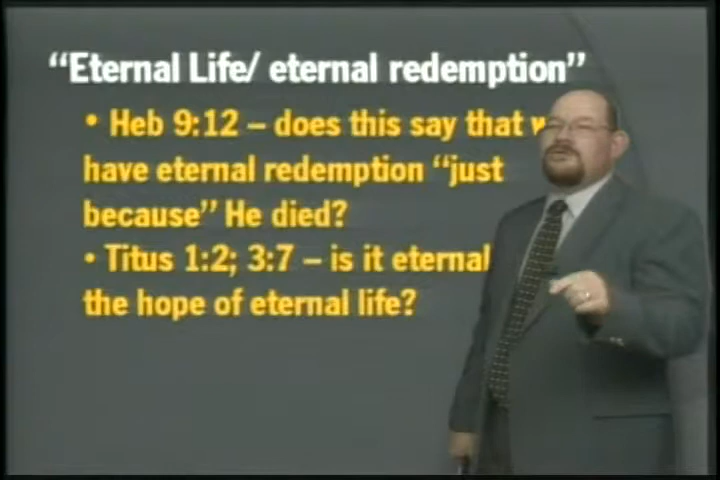 “Eternal Life/ eternal redemption”
• Heb 9:12 – does this say that
have eternal redemption “just
because” He died?
• Titus 1:2; 3:7 – is it eternal
the hope of eternal life?